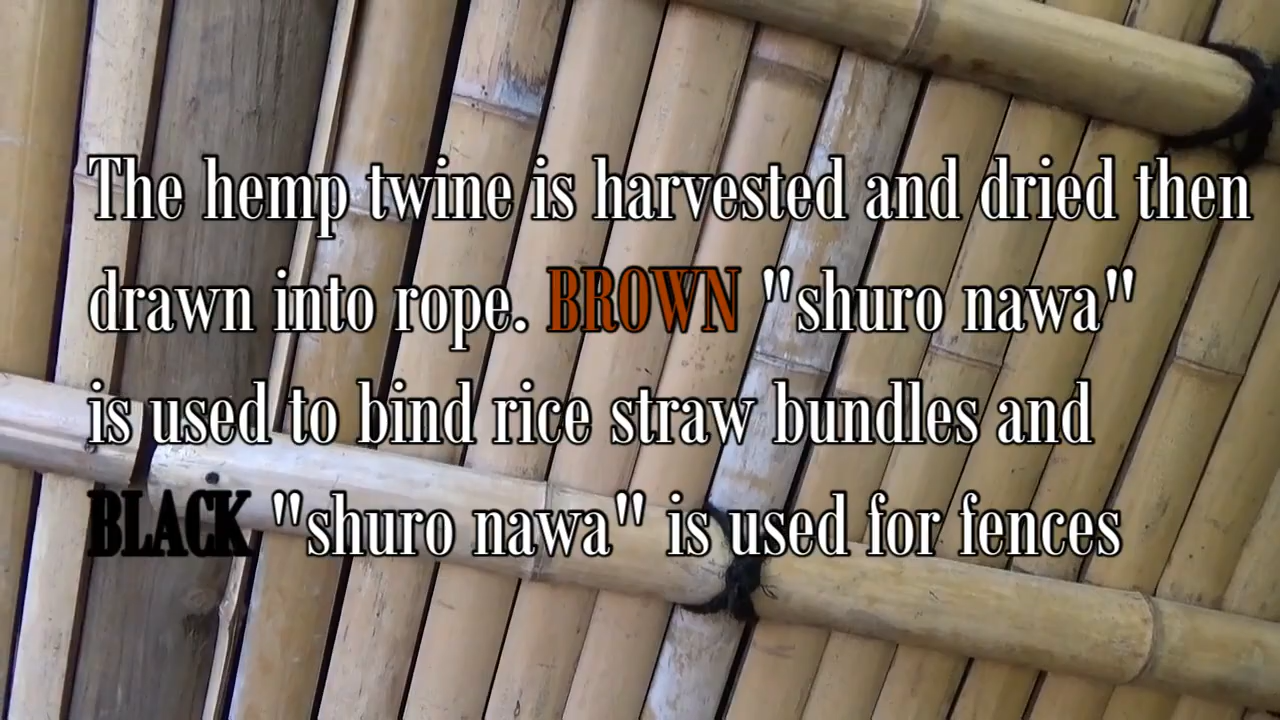 The hemp twine is harvested and dried then
drawn into rope. BROWN "shuro nawa"
is used to bind rice straw bundles and
BLACK "shuro nawa" is used for fences